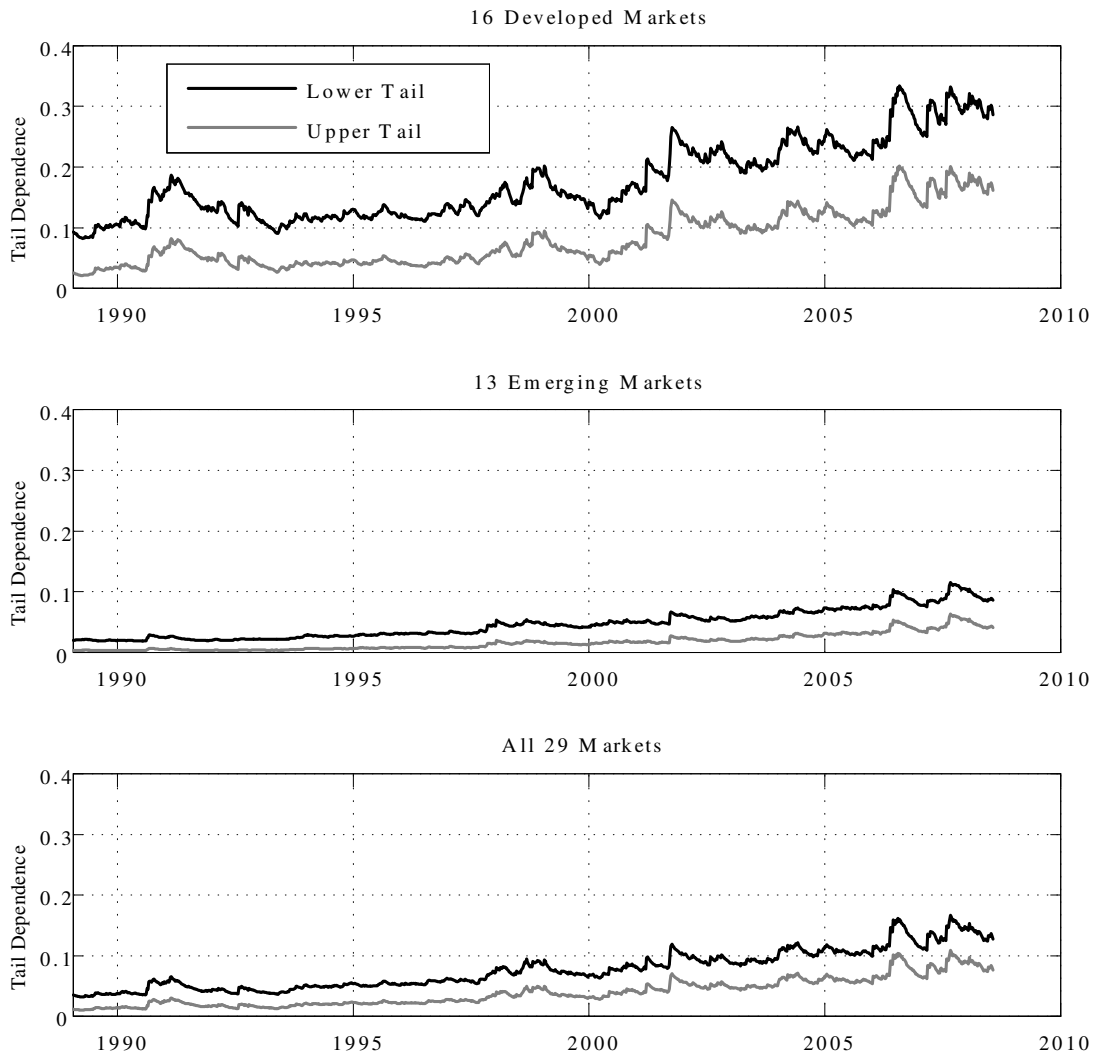 16 Developed Markets
0.4
0.3
0.2
0.1
0
Tail Dependence
Lower Tail
Upper Tail
1990 1995 2000 2005 2010
13 Emerging Markets
0.4
0.3
0.2
0.1
0
Tail Dependence
1990 1995 2000 2005 2010
All 29 Markets
0.4
0.3
0.2
0.1
0
Tail Dependence
1990 1995 2000 2005 2010